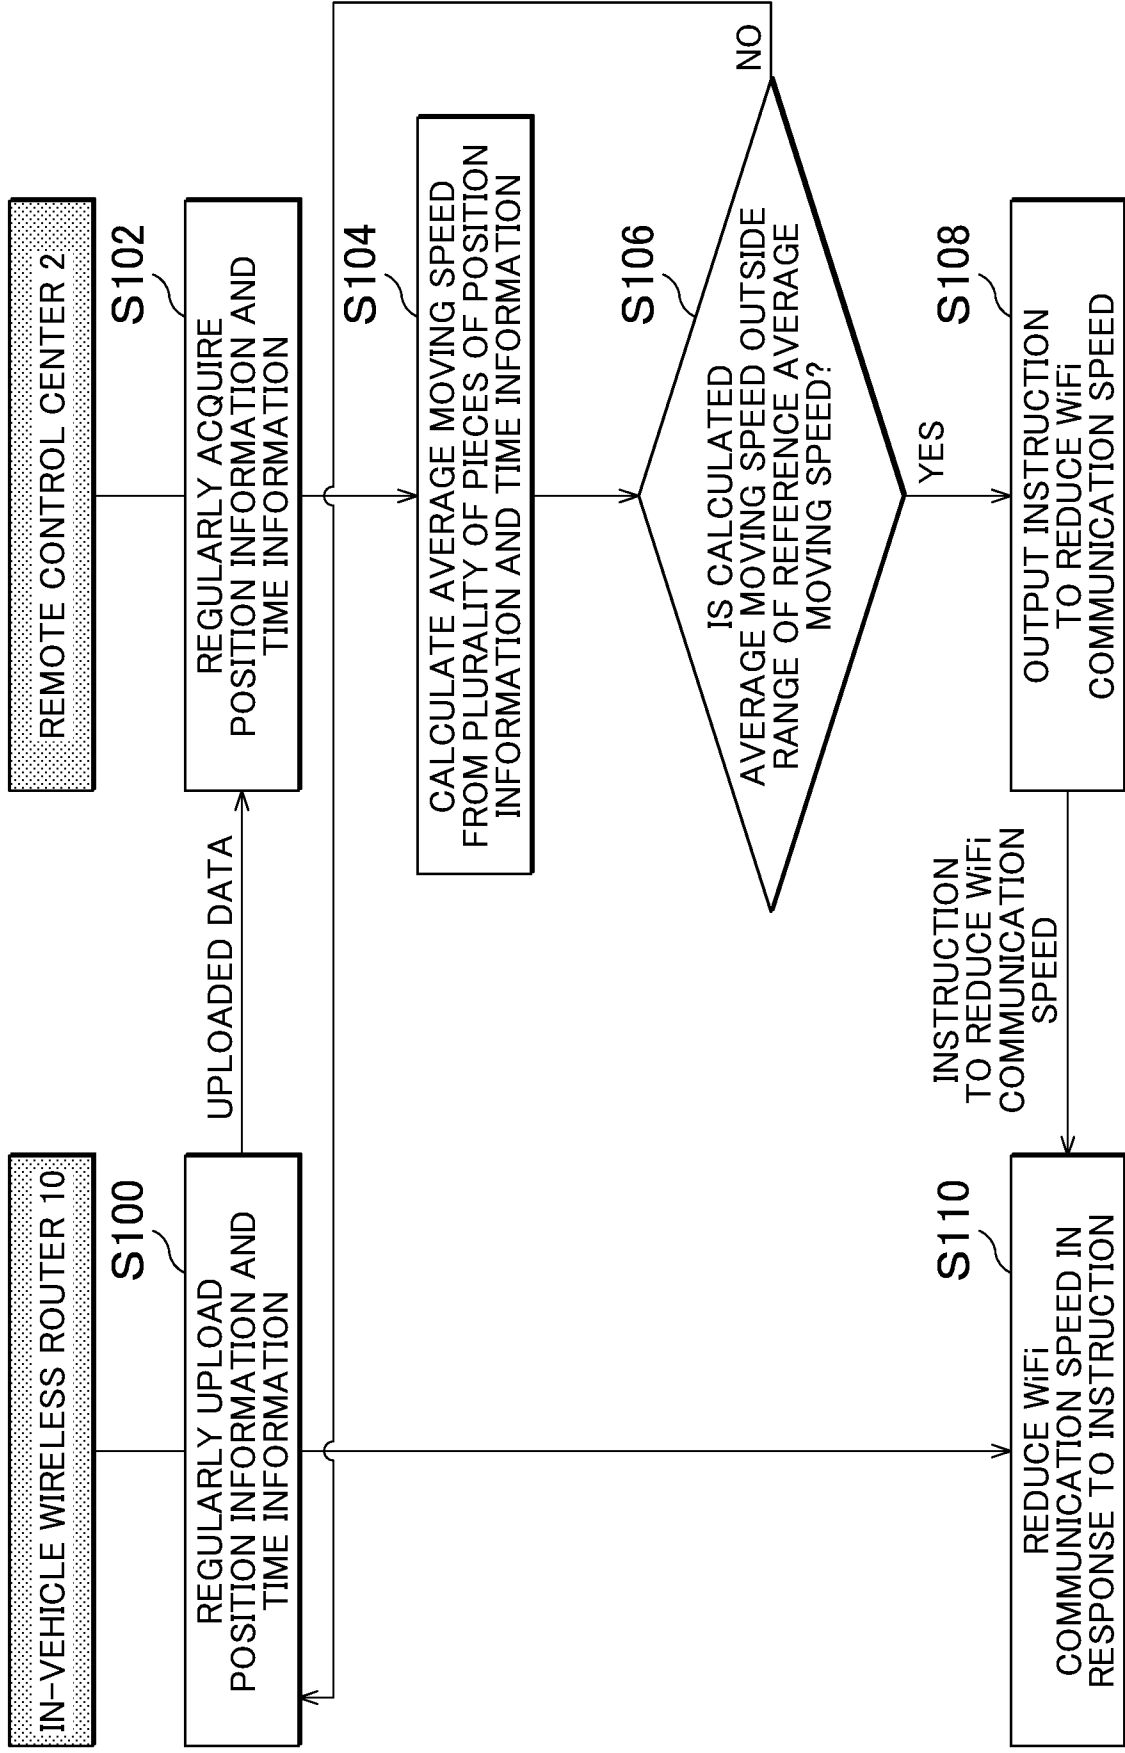 IN-VEHICLE WIRELESS ROUTER 10
REMOTE CONTROL CENTER 2
S100
REGULARLY UPLOAD
POSITION INFORMATION AND
TIME INFORMATION
UPLOADED DATA
S102
REGULARLY ACQUIRE
POSITION INFORMATION AND
TIME INFORMATION
S104
CALCULATE AVERAGE MOVING SPEED
FROM PLURALITY OF PIECES OF POSITION
INFORMATION AND TIME INFORMATION
S106
IS CALCULATED
AVERAGE MOVING SPEED OUTSIDE
RANGE OF REFERENCE AVERAGE
MOVING SPEED?
NO
YES
S108
OUTPUT INSTRUCTION
TO REDUCE WiFi
COMMUNICATION SPEED
INSTRUCTION
TO REDUCE WiFi
COMMUNICATION
SPEED
S110
REDUCE WiFi
COMMUNICATION SPEED IN
RESPONSE TO INSTRUCTION